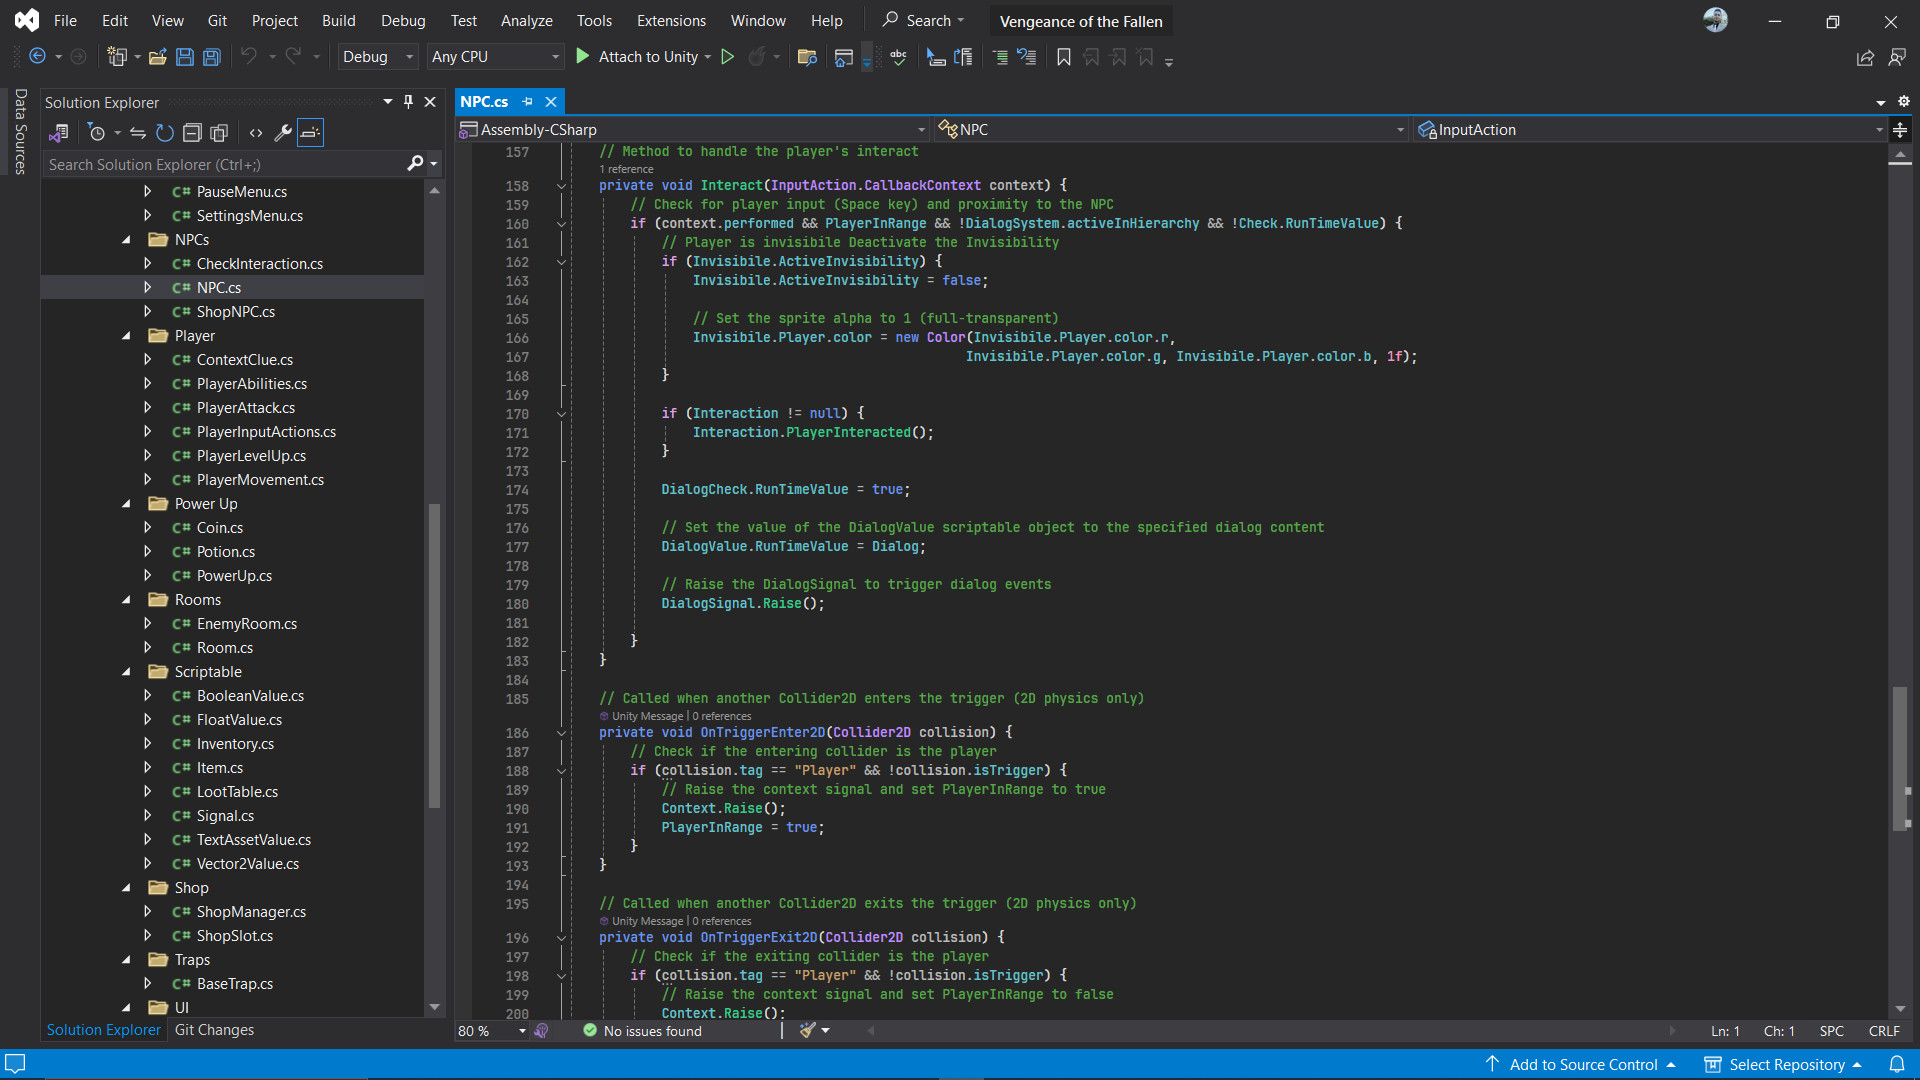 File Edit View Git Project Build Debug Test Analyze Tools Extensions Window Help Search Vengeance of the Fallen
Debug Any CPU Attach to Unity
Data Sources
Solution Explorer
Search Solution Explorer (Ctrl+;)
C# PauseMenu.cs
C# SettingsMenu.cs
NPCs
C# CheckInteraction.cs
C# NPC.cs
C# ShopNPC.cs
Player
C# ContextClue.cs
C# PlayerAbilities.cs
C# PlayerAttack.cs
C# PlayerInputActions.cs
C# PlayerLevelUp.cs
C# PlayerMovement.cs
Power Up
C# Coin.cs
C# Potion.cs
C# PowerUp.cs
Rooms
C# EnemyRoom.cs
C# Room.cs
Scriptable
C# BooleanValue.cs
C# FloatValue.cs
C# Inventory.cs
C# Item.cs
C# LootTable.cs
C# Signal.cs
C# TextAssetValue.cs
C# Vector2Value.cs
Shop
C# ShopManager.cs
C# ShopSlot.cs
Traps
C# BaseTrap.cs
UI
Solution Explorer Git Changes
NPC.cs
Assembly-CSharp NPC InputAction
157 // Method to handle the player's interact
1 reference
158 private void Interact(InputAction.CallbackContext context) {
159 // Check for player input (Space key) and proximity to the NPC
160 if (context.performed && PlayerInRange && !DialogSystem.activeInHierarchy && !Check.RunTimeValue) {
161 // Player is invisibile Deactivate the Invisibility
162 if (Invisibile.ActiveInvisibility) {
163 Invisibile.ActiveInvisibility = false;
164
165 // Set the sprite alpha to 1 (full-transparent)
166 Invisibile.Player.color = new Color(Invisibile.Player.color.r,
167 Invisibile.Player.color.g, Invisibile.Player.color.b, 1f);
168 }
169
170 if (Interaction != null) {
171 Interaction.PlayerInteracted();
172 }
173
174 DialogCheck.RunTimeValue = true;
175
176 // Set the value of the DialogValue scriptable object to the specified dialog content
177 DialogValue.RunTimeValue = Dialog;
178
179 // Raise the DialogSignal to trigger dialog events
180 DialogSignal.Raise();
181
182 }
183 }
184
185 // Called when another Collider2D enters the trigger (2D physics only)
Unity Message | 0 references
186 private void OnTriggerEnter2D(Collider2D collision) {
187 // Check if the entering collider is the player
188 if (collision.tag == "Player" && !collision.isTrigger) {
189 // Raise the context signal and set PlayerInRange to true
190 Context.Raise();
191 PlayerInRange = true;
192 }
193 }
194
195 // Called when another Collider2D exits the trigger (2D physics only)
Unity Message | 0 references
196 private void OnTriggerExit2D(Collider2D collision) {
197 // Check if the exiting collider is the player
198 if (collision.tag == "Player" && !collision.isTrigger) {
199 // Raise the context signal and set PlayerInRange to false
200 Context.Raise();
80 % No issues found Ln: 1 Ch: 1 SPC CRLF
Add to Source Control Select Repository